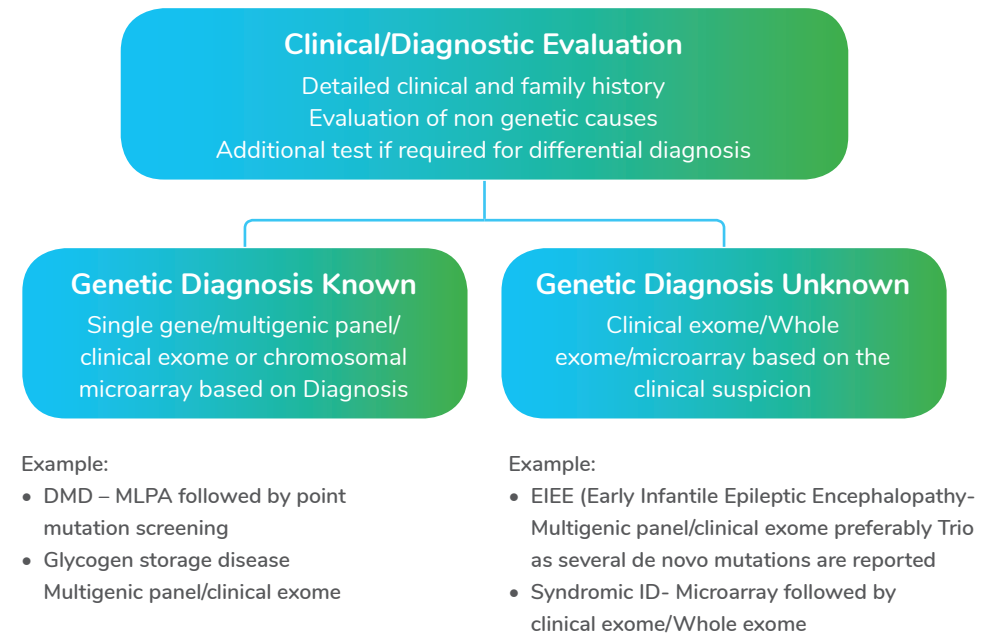 Clinical/Diagnostic Evaluation
Detailed clinical and family history
Evaluation of non genetic causes
Additional test if required for differential diagnosis
Genetic Diagnosis Known
Single gene/multigenic panel/
clinical exome or chromosomal
microarray based on Diagnosis
Genetic Diagnosis Unknown
Clinical exome/Whole
exome/microarray based on the
clinical suspicion
Example:
• DMD – MLPA followed by point
mutation screening
• Glycogen storage disease
Multigenic panel/clinical exome
Example:
• EIEE (Early Infantile Epileptic Encephalopathy-
Multigenic panel/clinical exome preferably Trio
as several de novo mutations are reported
• Syndromic ID- Microarray followed by
clinical exome/Whole exome